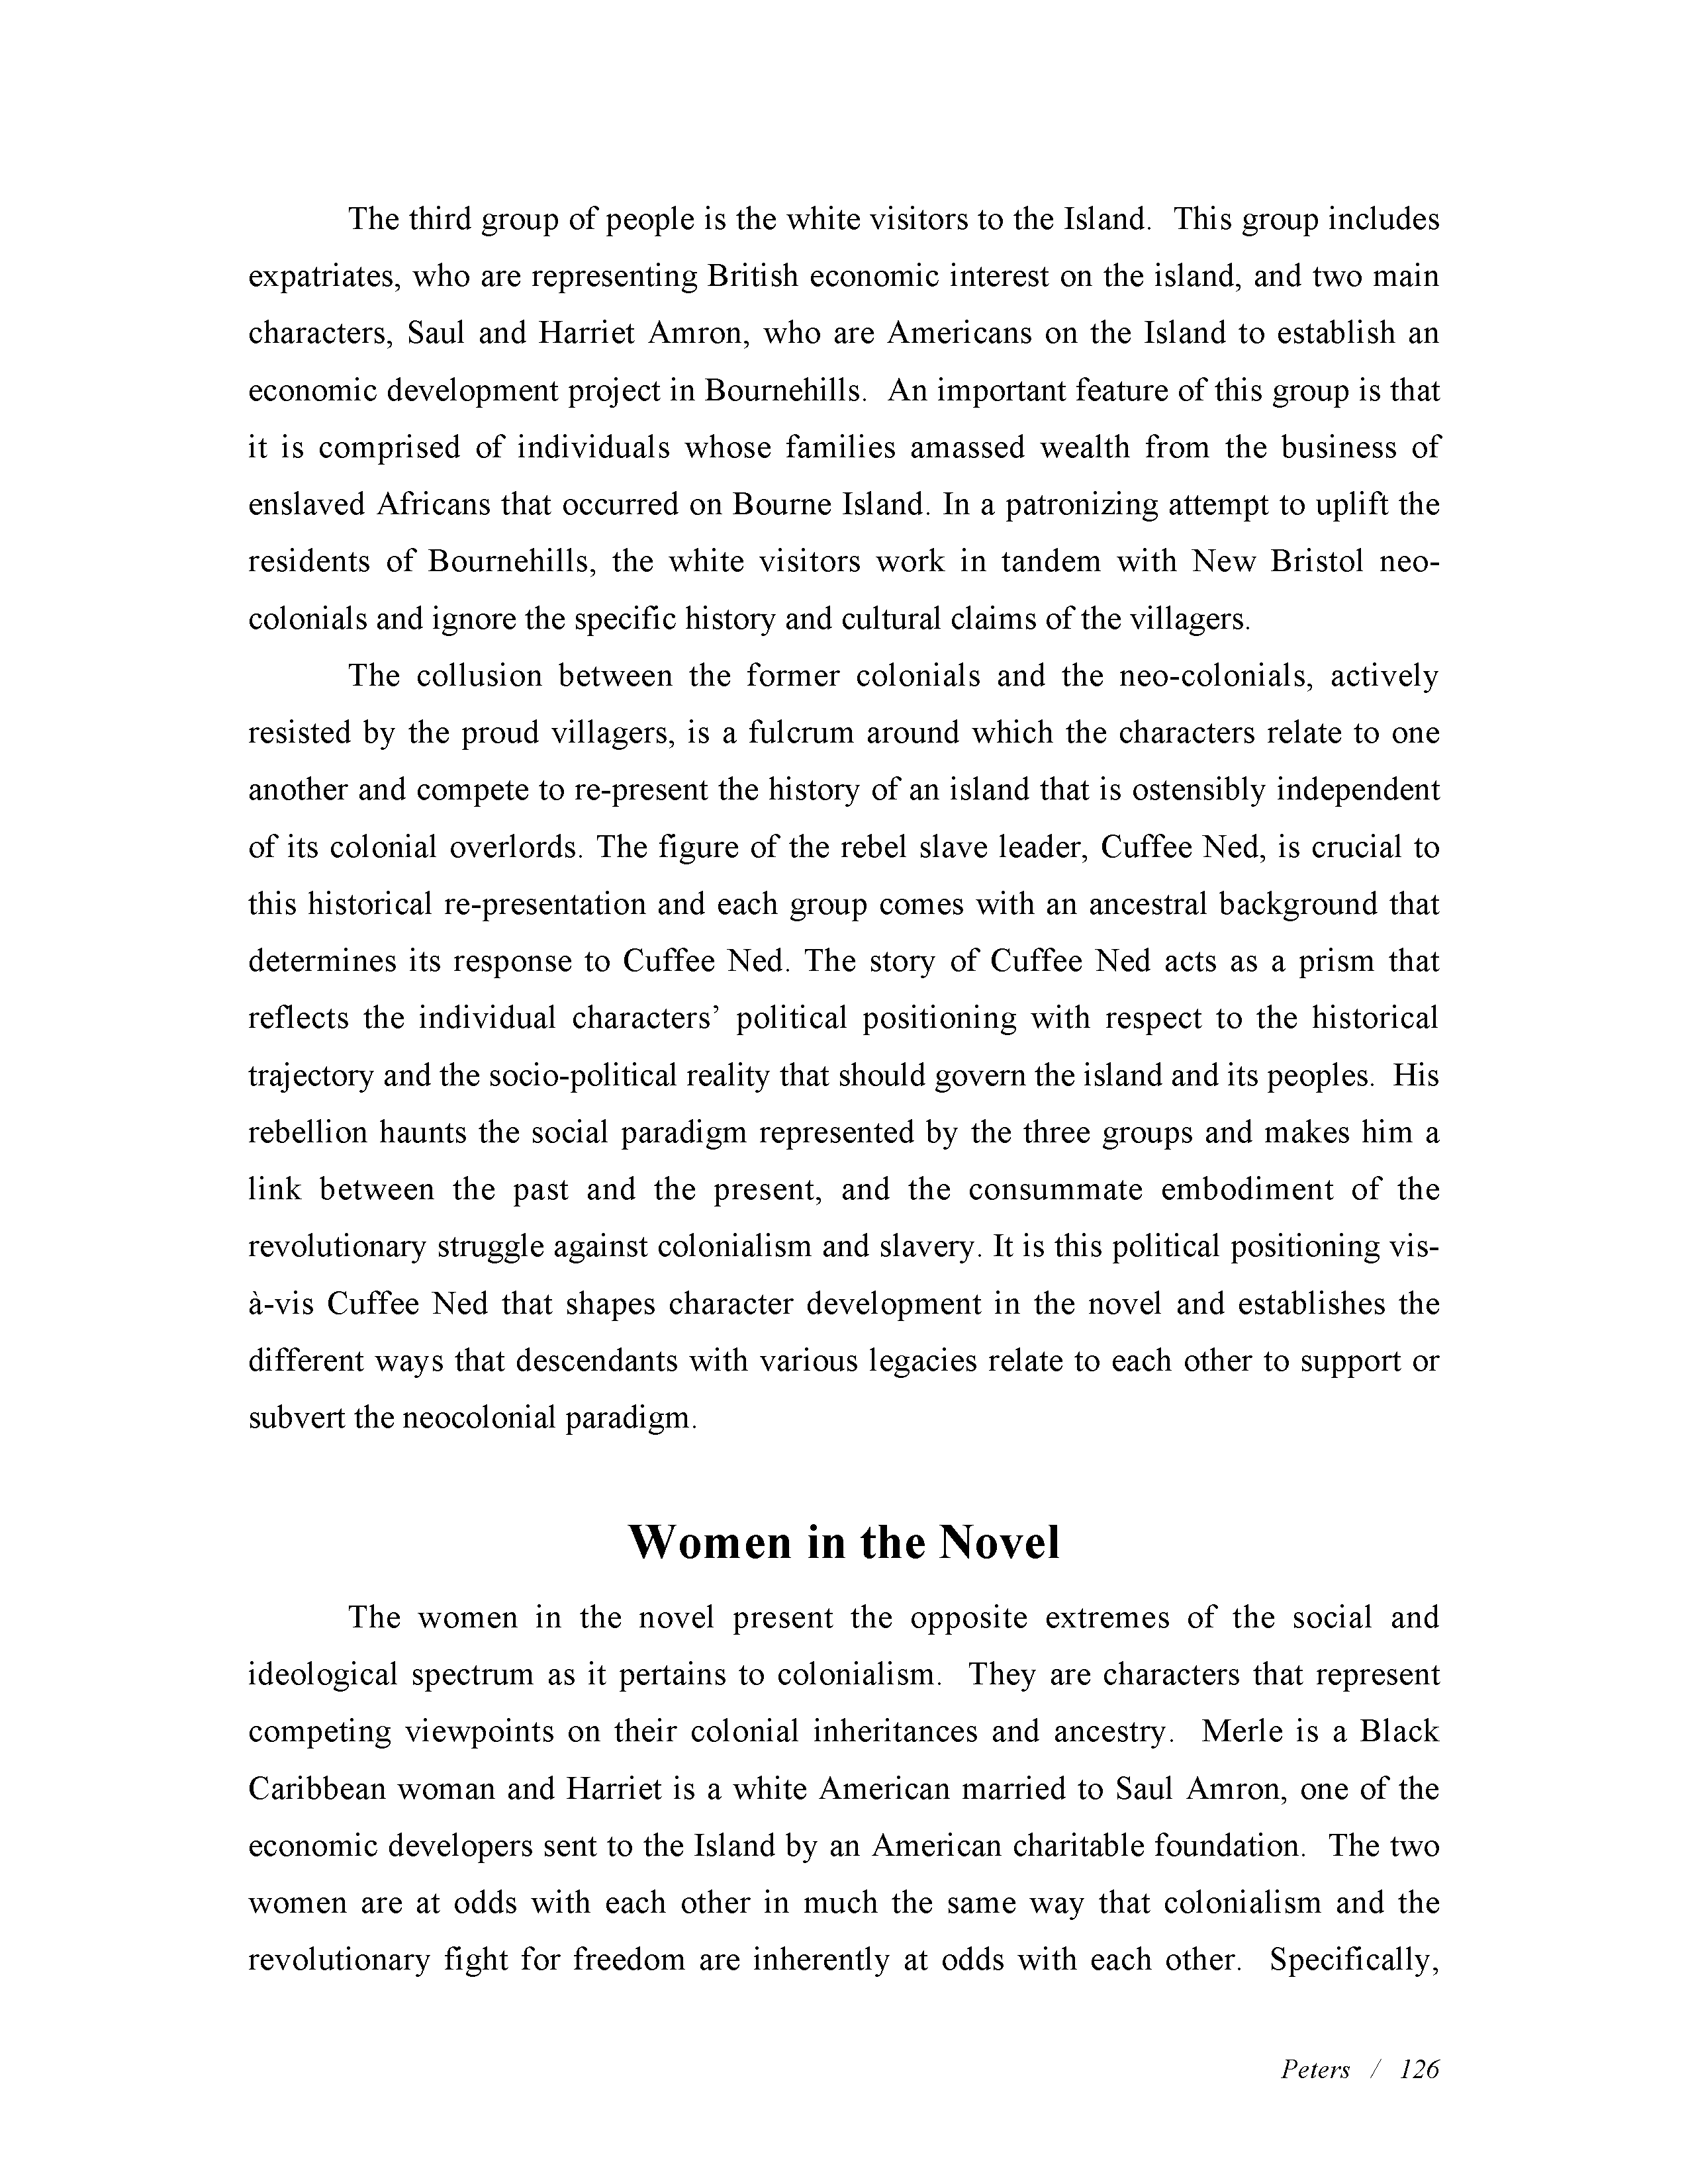 The third group of people is the white visitors to the Island.  This group includes
expatriates, who are representing British economic interest on the island, and two main
characters, Saul and Harriet Amron, who are Americans on the Island to establish an
economic development project in Bournehills.  An important feature of this group is that
it is comprised of individuals whose families amassed wealth from the business of
enslaved Africans that occurred on Bourne Island. In a patronizing attempt to uplift the
residents of Bournehills, the white visitors work in tandem with New Bristol neo-
colonials and ignore the specific history and cultural claims of the villagers.
The collusion between the former colonials and the neo-colonials, actively
resisted by the proud villagers, is a fulcrum around which the characters relate to one
another and compete to re-present the history of an island that is ostensibly independent
of its colonial overlords. The figure of the rebel slave leader, Cuffee Ned, is crucial to
this historical re-presentation and each group comes with an ancestral background that
determines its response to Cuffee Ned. The story of Cuffee Ned acts as a prism that
reflects the individual characters’ political positioning with respect to the historical
trajectory and the socio-political reality that should govern the island and its peoples.  His
rebellion haunts the social paradigm represented by the three groups and makes him a
link between the past and the present, and the consummate embodiment of the
revolutionary struggle against colonialism and slavery. It is this political positioning vis-
à-vis Cuffee Ned that shapes character development in the novel and establishes the
different ways that descendants with various legacies relate to each other to support or
subvert the neocolonial paradigm.
Women in the Novel
The women in the novel present the opposite extremes of the social and
ideological spectrum as it pertains to colonialism.  They are characters that represent
competing viewpoints on their colonial inheritances and ancestry.  Merle is a Black
Caribbean woman and Harriet is a white American married to Saul Amron, one of the
economic developers sent to the Island by an American charitable foundation.  The two
women are at odds with each other in much the same way that colonialism and the
revolutionary fight for freedom are inherently at odds with each other.  Specifically,
Peters / 126